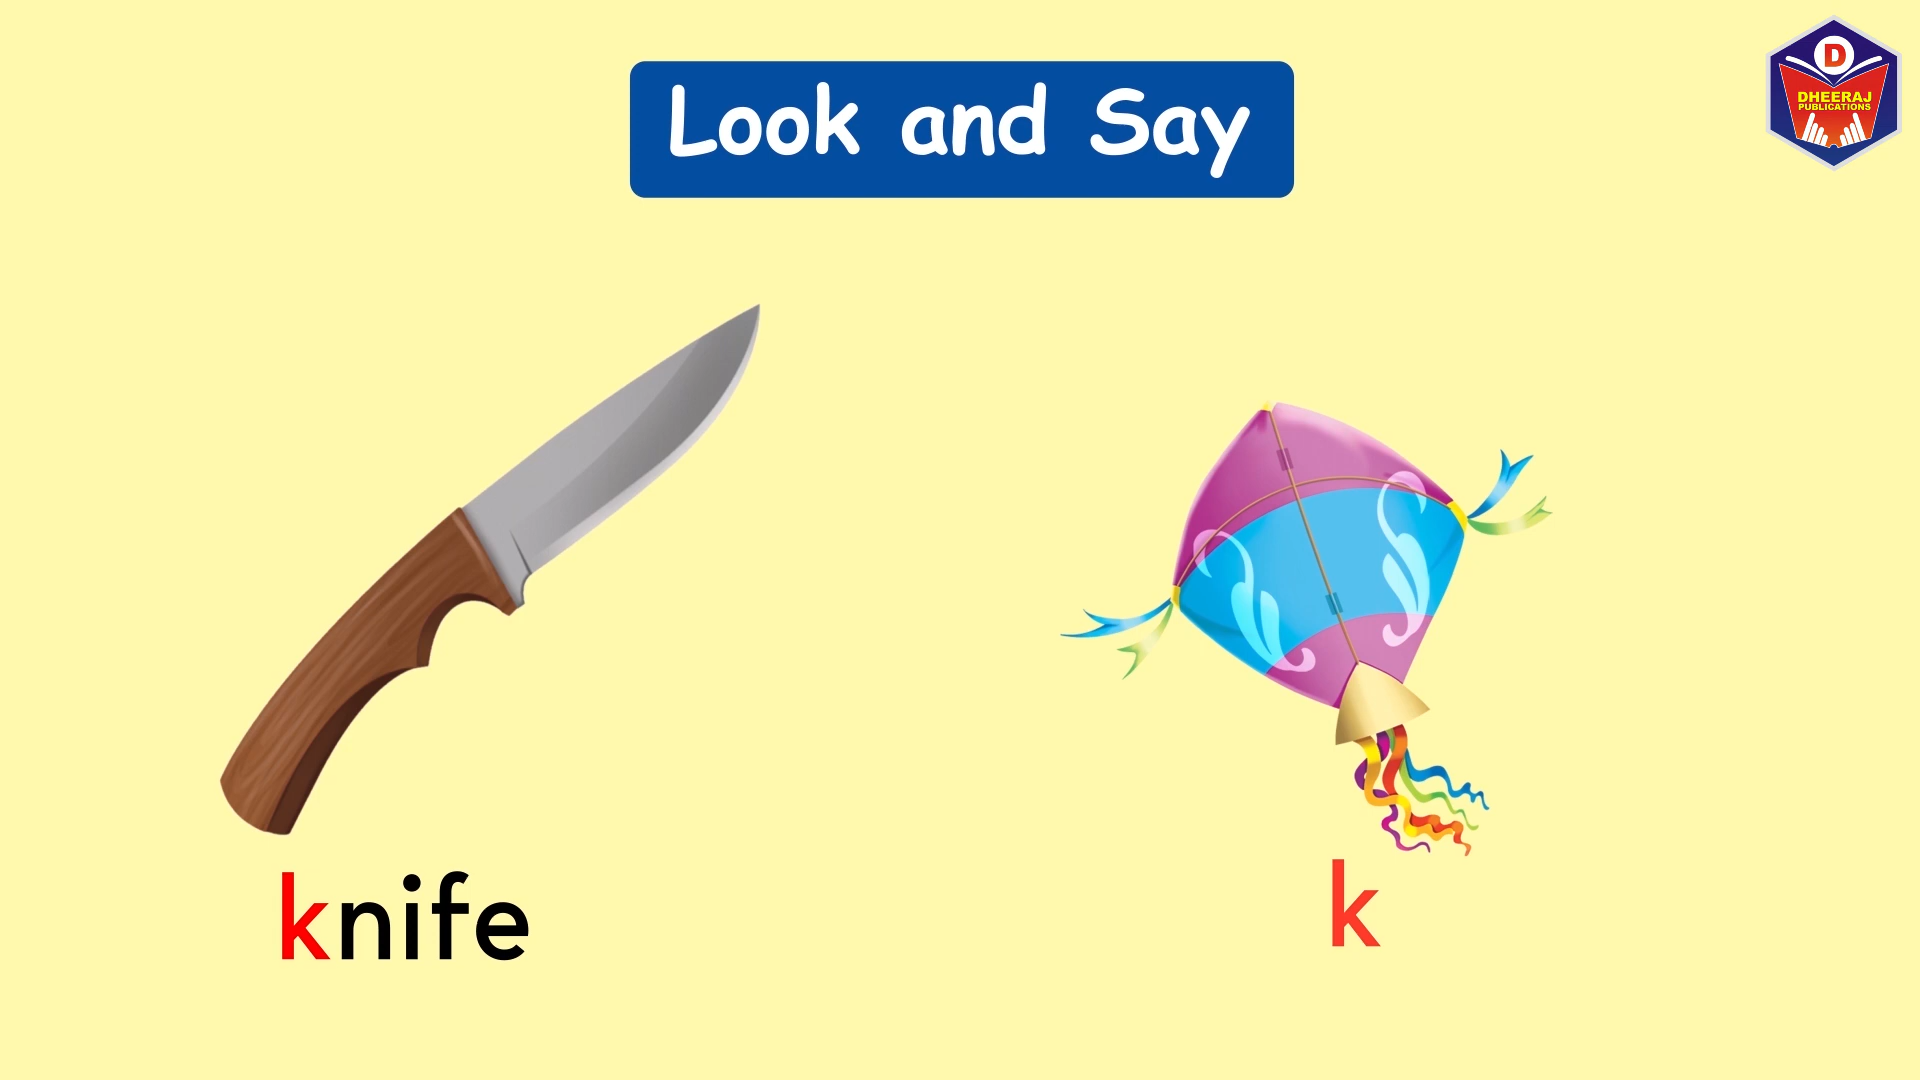 Look and Say
D
DHEERAJ
PUBLICATIONS
knife
k